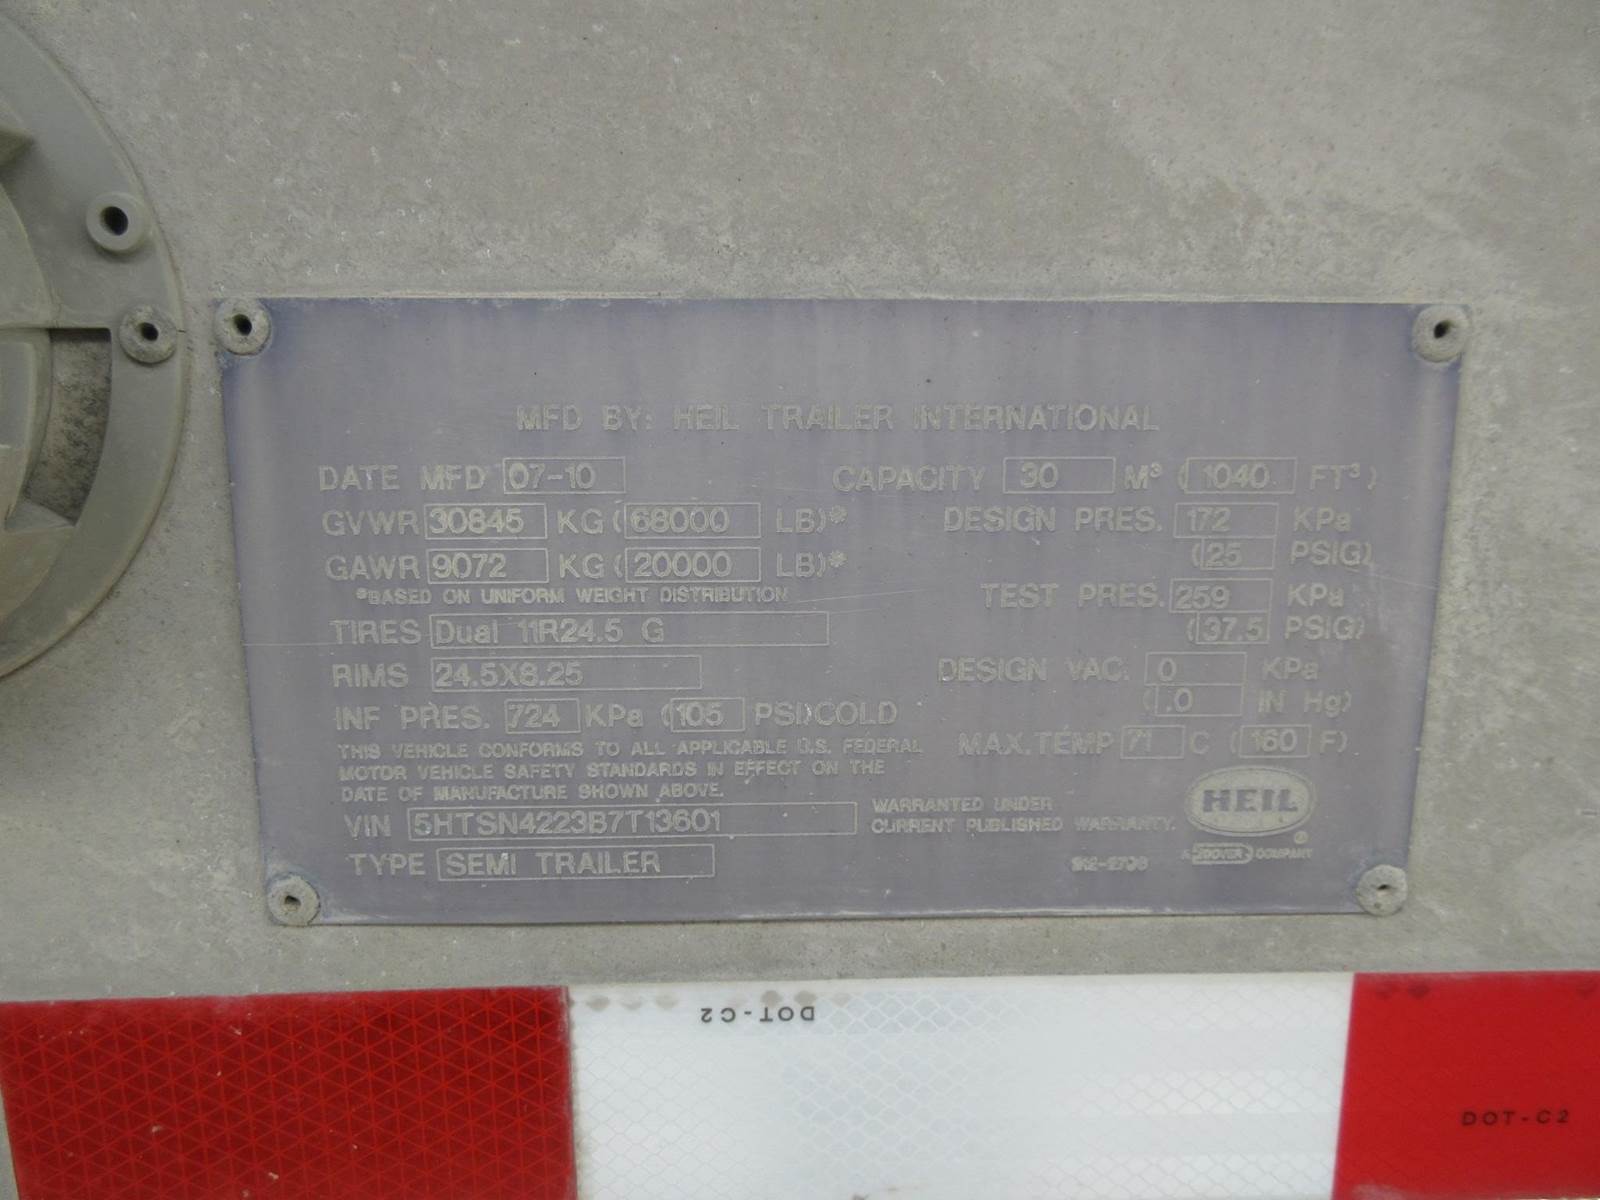 MFD BY: HEIL TRAILER INTERNATIONAL
DATE MFD 07-10
GVWR 30845 KG (68000 LB)*
GAWR 9072 KG (20000 LB)*
*BASED ON UNIFORM WEIGHT DISTRIBUTION
TIRES Dual 11R24.5 G
RIMS 24.5X8.25
INF PRES. 724 KPa (105 PSI)COLD
THIS VEHICLE CONFORMS TO ALL APPLICABLE U.S. FEDERAL
MOTOR VEHICLE SAFETY STANDARDS IN EFFECT ON THE
DATE OF MANUFACTURE SHOWN ABOVE.
VIN 5HTSN4223B7T13601
TYPE SEMI TRAILER
CAPACITY 30 M³ (1040 FT³)
DESIGN PRES. 172 KPa
(25 PSIG)
TEST PRES. 259 KPa
(37.5 PSIG)
DESIGN VAC. 0 KPa
(.0 IN Hg)
MAX. TEMP 71 C (160 F)
WARRANTED UNDER
CURRENT PUBLISHED WARRANTY.
HEIL
®
A DOVER COMPANY
DOT-C2
DOT-C2